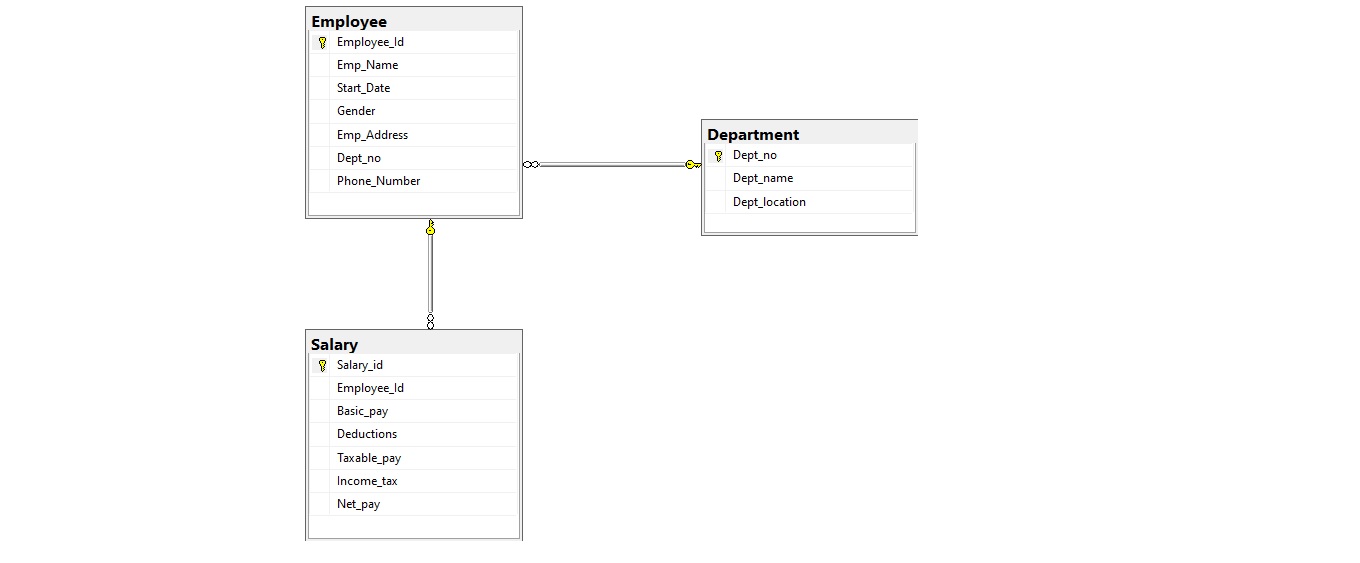 Employee
Employee_Id
Emp_Name
Start_Date
Gender
Emp_Address
Dept_no
Phone_Number
Department
Dept_no
Dept_name
Dept_location
Salary
Salary_id
Employee_Id
Basic_pay
Deductions
Taxable_pay
Income_tax
Net_pay